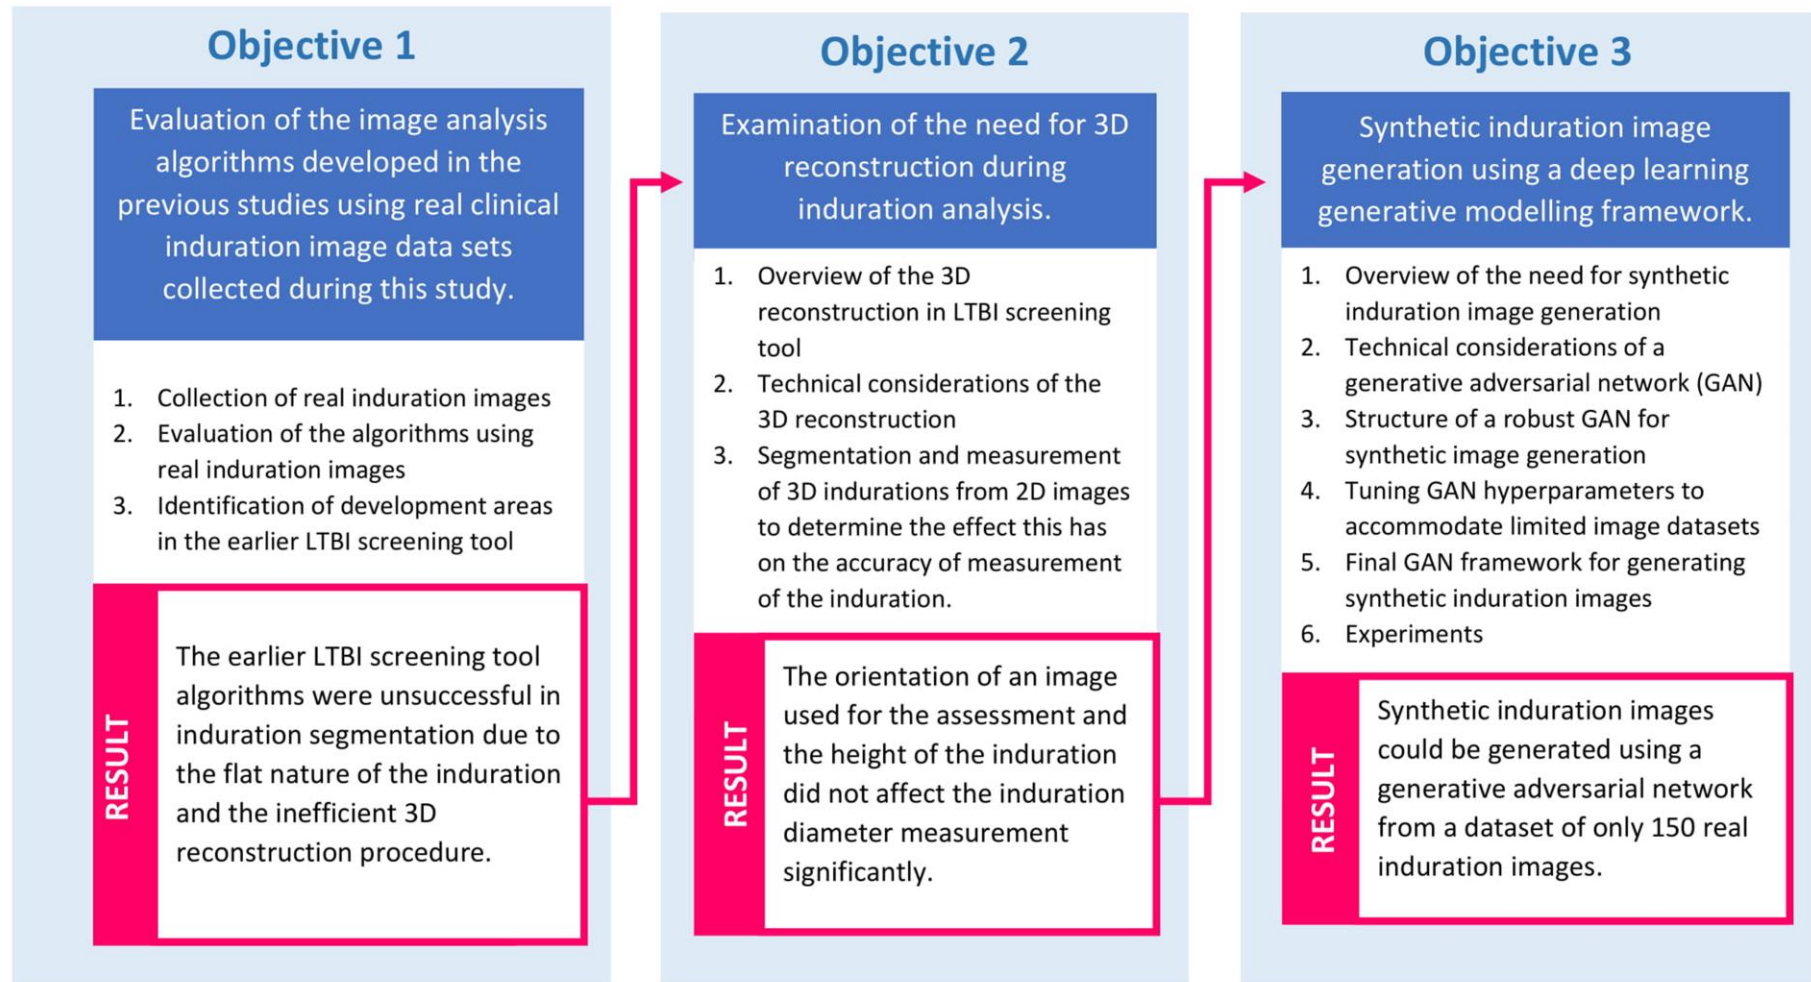 Objective 1
Evaluation of the image analysis
algorithms developed in the
previous studies using real clinical
induration image data sets
collected during this study.
1. Collection of real induration images
2. Evaluation of the algorithms using
real induration images
3. Identification of development areas
in the earlier LTBI screening tool
RESULT
The earlier LTBI screening tool
algorithms were unsuccessful in
induration segmentation due to
the flat nature of the induration
and the inefficient 3D
reconstruction procedure.
Objective 2
Examination of the need for 3D
reconstruction during
induration analysis.
1. Overview of the 3D
reconstruction in LTBI screening
tool
2. Technical considerations of the
3D reconstruction
3. Segmentation and measurement
of 3D indurations from 2D images
to determine the effect this has
on the accuracy of measurement
of the induration.
RESULT
The orientation of an image
used for the assessment and
the height of the induration
did not affect the induration
diameter measurement
significantly.
Objective 3
Synthetic induration image
generation using a deep learning
generative modelling framework.
1. Overview of the need for synthetic
induration image generation
2. Technical considerations of a
generative adversarial network (GAN)
3. Structure of a robust GAN for
synthetic image generation
4. Tuning GAN hyperparameters to
accommodate limited image datasets
5. Final GAN framework for generating
synthetic induration images
6. Experiments
RESULT
Synthetic induration images
could be generated using a
generative adversarial network
from a dataset of only 150 real
induration images.